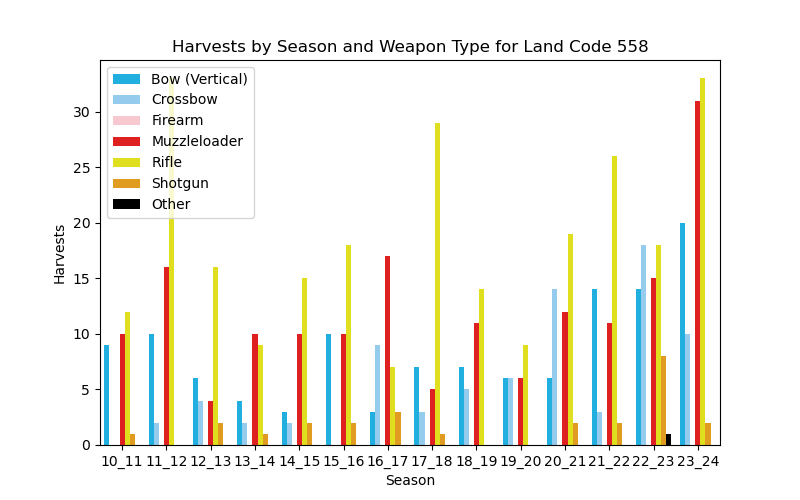 Harvests by Season and Weapon Type for Land Code 558
Bow (Vertical)
Crossbow
Firearm
Muzzleloader
Rifle
Shotgun
Other
30
25
20
15
10
5
0
Harvests
10_11 11_12 12_13 13_14 14_15 15_16 16_17 17_18 18_19 19_20 20_21 21_22 22_23 23_24
Season